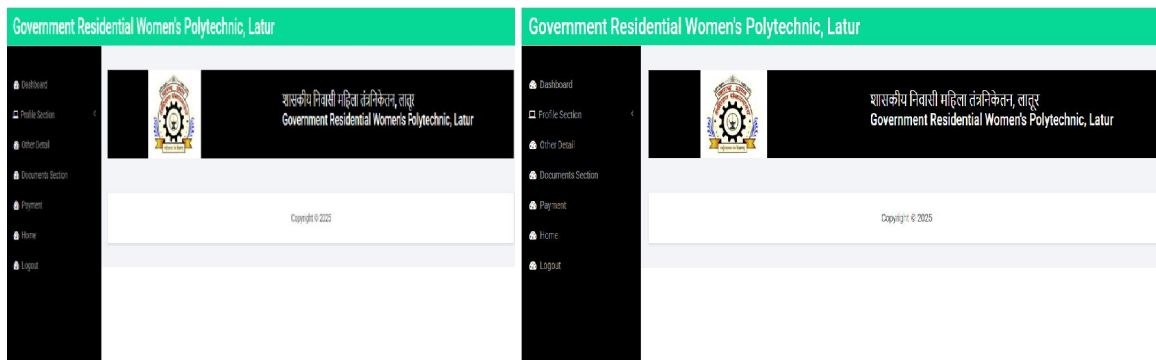 Government Residential Women's Polytechnic, Latur
Dashboard
Profile Section
Other Detail
Documents Section
Payment
Home
Logout
शासकीय निवासी महिला तंत्रनिकेतन, लातूर
Government Residential Women's Polytechnic, Latur
Copyright © 2025
Government Residential Women's Polytechnic, Latur
Dashboard
Profile Section
Other Detail
Documents Section
Payment
Home
Logout
शासकीय निवासी महिला तंत्रनिकेतन, लातूर
Government Residential Women's Polytechnic, Latur
Copyright © 2025